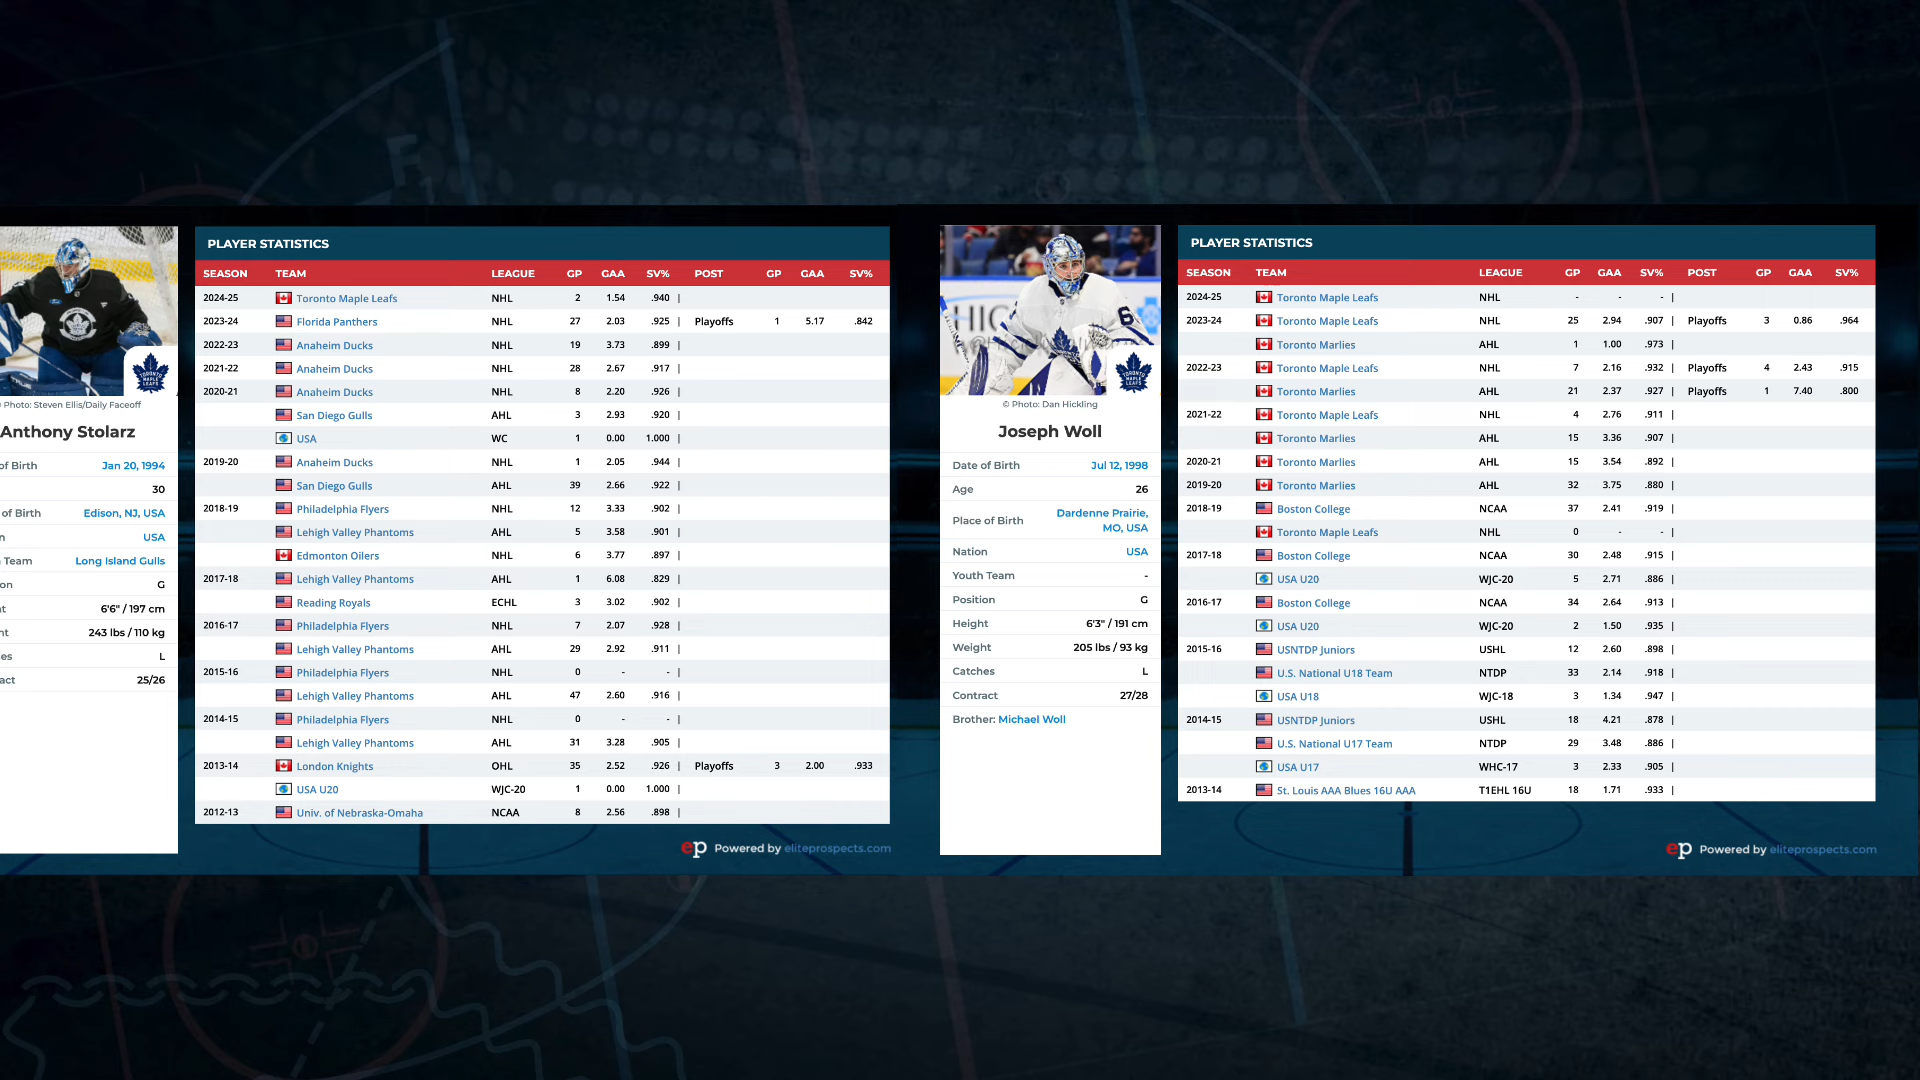 © Photo: Steven Ellis/Daily Faceoff
Anthony Stolarz
of Birth Jan 20, 1994
30
of Birth Edison, NJ, USA
n USA
Team Long Island Gulls
on G
t 6'6" / 197 cm
ht 243 lbs / 110 kg
es L
act 25/26
PLAYER STATISTICS
SEASON TEAM LEAGUE GP GAA SV% POST GP GAA SV%
2024-25 Toronto Maple Leafs NHL 2 1.54 .940 |
2023-24 Florida Panthers NHL 27 2.03 .925 | Playoffs 1 5.17 .842
2022-23 Anaheim Ducks NHL 19 3.73 .899 |
2021-22 Anaheim Ducks NHL 28 2.67 .917 |
2020-21 Anaheim Ducks NHL 8 2.20 .926 |
San Diego Gulls AHL 3 2.93 .920 |
USA WC 1 0.00 1.000 |
2019-20 Anaheim Ducks NHL 1 2.05 .944 |
San Diego Gulls AHL 39 2.66 .922 |
2018-19 Philadelphia Flyers NHL 12 3.33 .902 |
Lehigh Valley Phantoms AHL 5 3.58 .901 |
Edmonton Oilers NHL 6 3.77 .897 |
2017-18 Lehigh Valley Phantoms AHL 1 6.08 .829 |
Reading Royals ECHL 3 3.02 .902 |
2016-17 Philadelphia Flyers NHL 7 2.07 .928 |
Lehigh Valley Phantoms AHL 29 2.92 .911 |
2015-16 Philadelphia Flyers NHL 0 - - |
Lehigh Valley Phantoms AHL 47 2.60 .916 |
2014-15 Philadelphia Flyers NHL 0 - - |
Lehigh Valley Phantoms AHL 31 3.28 .905 |
2013-14 London Knights OHL 35 2.52 .926 | Playoffs 3 2.00 .933
USA U20 WJC-20 1 0.00 1.000 |
2012-13 Univ. of Nebraska-Omaha NCAA 8 2.56 .898 |
ep Powered by eliteprospects.com
TORONTO MAPLE LEAFS
6
© Photo: Dan Hickling
Joseph Woll
Date of Birth Jul 12, 1998
Age 26
Place of Birth Dardenne Prairie,
MO, USA
Nation USA
Youth Team -
Position G
Height 6'3" / 191 cm
Weight 205 lbs / 93 kg
Catches L
Contract 27/28
Brother: Michael Woll
PLAYER STATISTICS
SEASON TEAM LEAGUE GP GAA SV% POST GP GAA SV%
2024-25 Toronto Maple Leafs NHL - - - |
2023-24 Toronto Maple Leafs NHL 25 2.94 .907 | Playoffs 3 0.86 .964
Toronto Marlies AHL 1 1.00 .973 |
2022-23 Toronto Maple Leafs NHL 7 2.16 .932 | Playoffs 4 2.43 .915
Toronto Marlies AHL 21 2.37 .927 | Playoffs 1 7.40 .800
2021-22 Toronto Maple Leafs NHL 4 2.76 .911 |
Toronto Marlies AHL 15 3.36 .907 |
2020-21 Toronto Marlies AHL 15 3.54 .892 |
2019-20 Toronto Marlies AHL 32 3.75 .880 |
2018-19 Boston College NCAA 37 2.41 .919 |
Toronto Maple Leafs NHL 0 - - |
2017-18 Boston College NCAA 30 2.48 .915 |
USA U20 WJC-20 5 2.71 .886 |
2016-17 Boston College NCAA 34 2.64 .913 |
USA U20 WJC-20 2 1.50 .935 |
2015-16 USNTDP Juniors USHL 12 2.60 .898 |
U.S. National U18 Team NTDP 33 2.14 .918 |
USA U18 WJC-18 3 1.34 .947 |
2014-15 USNTDP Juniors USHL 18 4.21 .878 |
U.S. National U17 Team NTDP 29 3.48 .886 |
USA U17 WHC-17 3 2.33 .905 |
2013-14 St. Louis AAA Blues 16U AAA T1EHL 16U 18 1.71 .933 |
ep Powered by eliteprospects.com